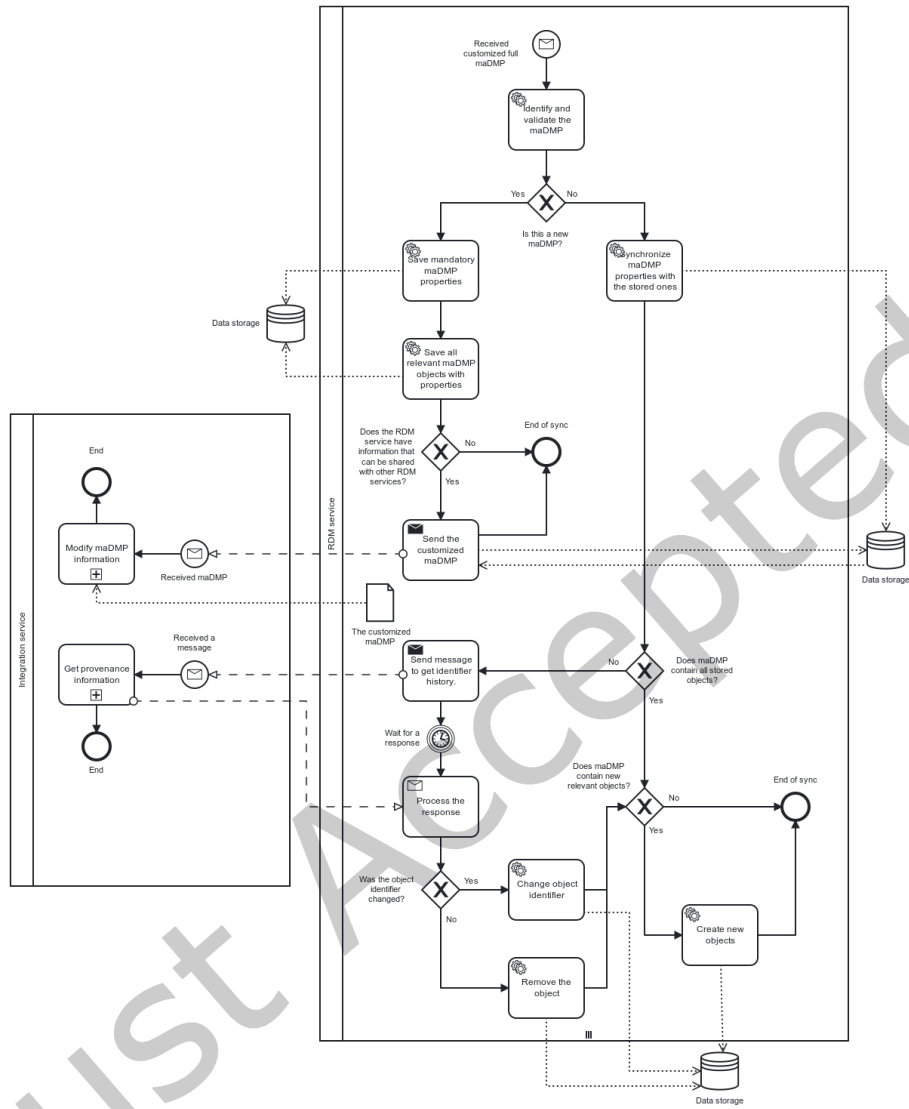 Received
customized full
maDMP
Identify and
validate the
maDMP
Yes
No
Is this a new
maDMP?
Save mandatory
maDMP
properties
Synchronize
maDMP
properties with
the stored ones
Data storage
Save all
relevant maDMP
objects with
properties
Does the RDM
service have
information that
can be shared
with other RDM
services?
No
End of sync
Yes
End
Modify maDMP
information
Received maDMP
Send the
customized
maDMP
RDM service
Data storage
The customized
maDMP
Integration service
Received a
message
Get provenance
information
Send message
to get identifier
history.
No
Does maDMP
contain all stored
objects?
Yes
Wait for a
response
End
Does maDMP
contain new
relevant objects?
End of sync
No
Yes
Process the
response
Was the object
identifier
changed?
Yes
Change object
identifier
No
Create new
objects
Remove the
object
Data storage
Just Accepted